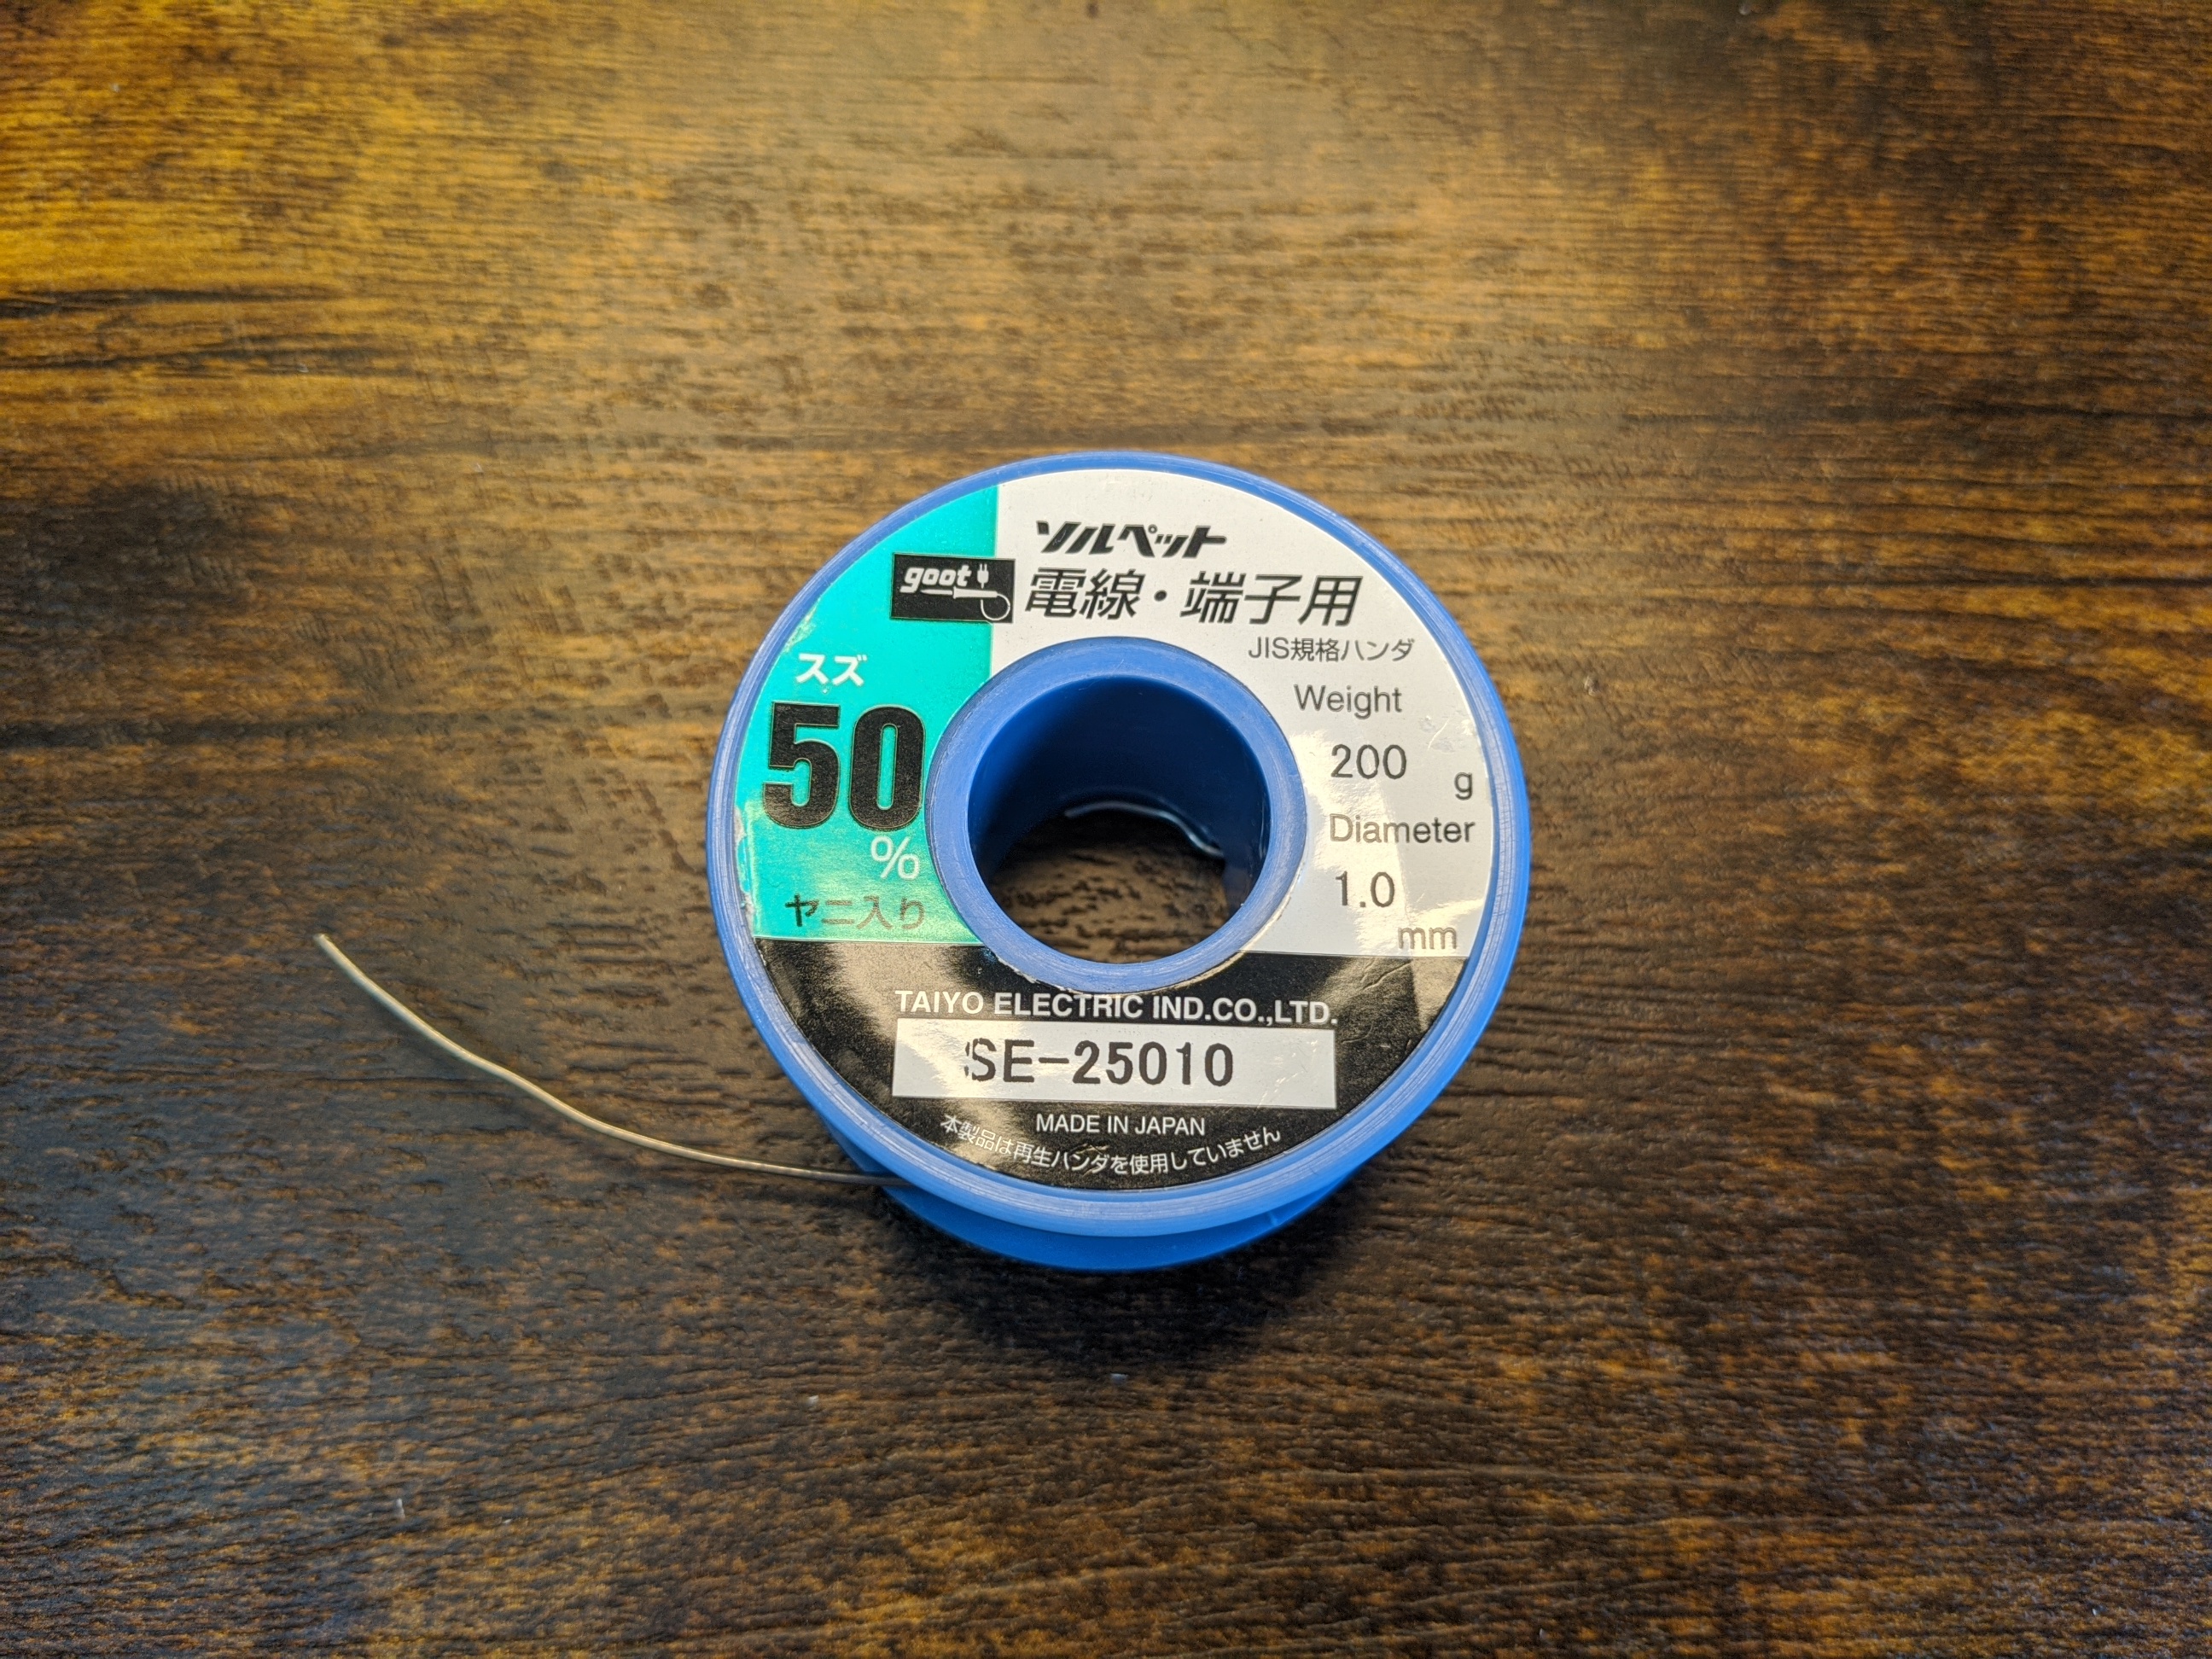 ソルペット
goot
電線・端子用
JIS規格ハンダ
スズ
50
%
ヤニ入り
Weight
200
g
Diameter
1.0
mm
TAIYO ELECTRIC IND.CO.,LTD.
SE-25010
MADE IN JAPAN
本製品は再生ハンダを使用していません